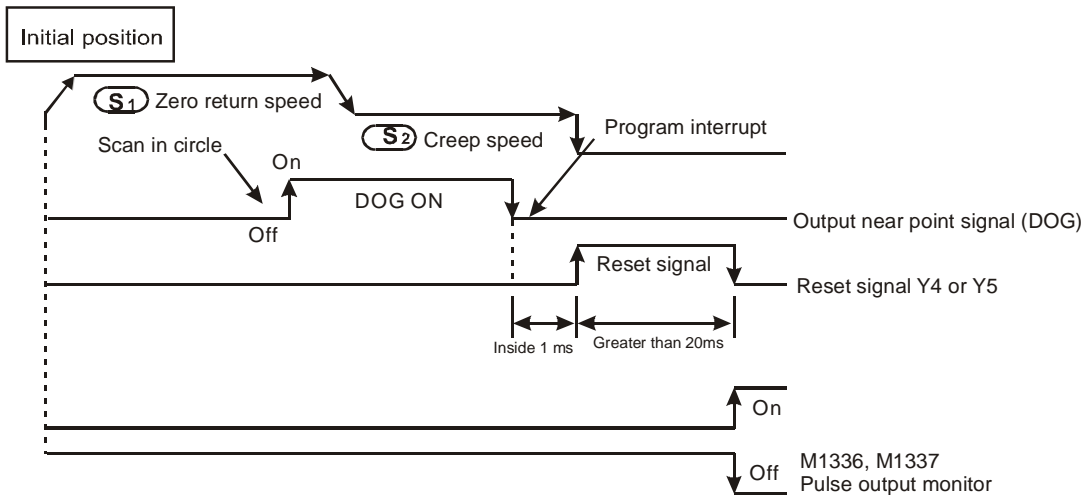 Initial position
S1 Zero return speed
S2 Creep speed
Program interrupt
Scan in circle
On
DOG ON
Off
Output near point signal (DOG)
Reset signal
Reset signal Y4 or Y5
Inside 1 ms
Greater than 20ms
On
Off
M1336, M1337
Pulse output monitor